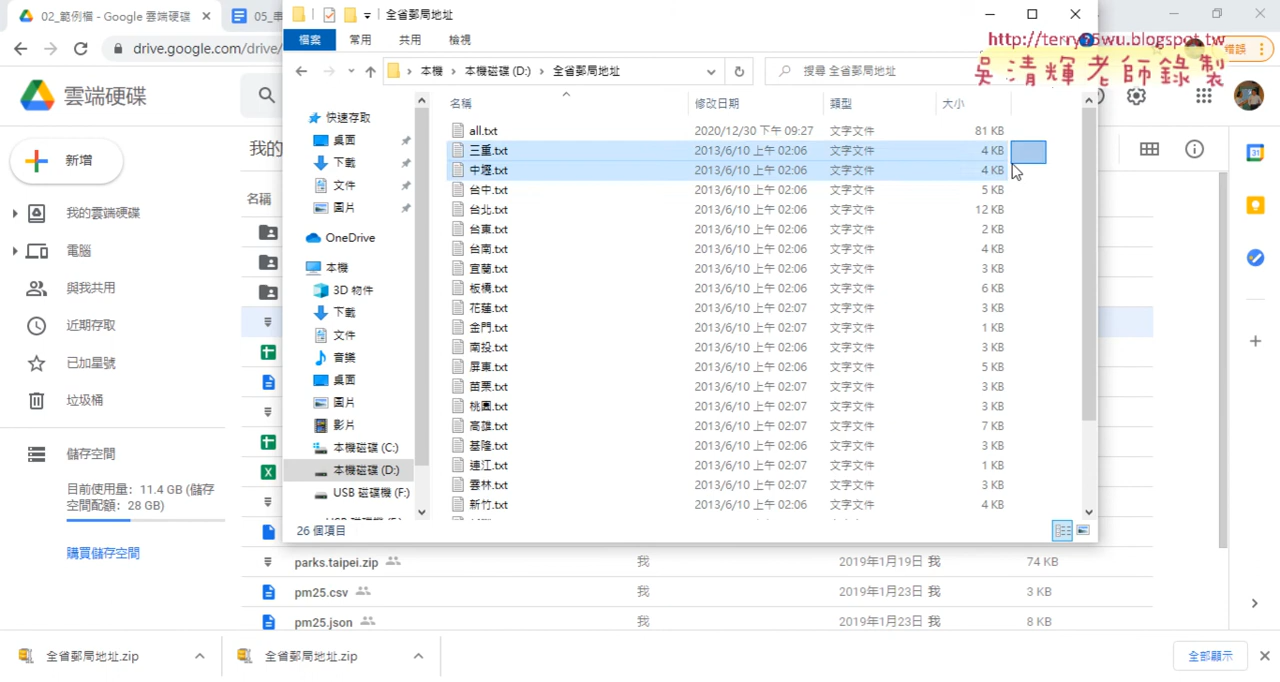 02_範例檔 - Google 雲端硬碟
05_串
全省郵局地址
http://terry55wu.blogspot.tw
吳清輝老師錄製
錯誤
drive.google.com/drive/
檔案
常用
共用
檢視
本機
本機磁碟 (D:)
全省郵局地址
搜尋 全省郵局地址
雲端硬碟
新增
我的雲端硬碟
電腦
與我共用
近期存取
已加星號
垃圾桶
儲存空間
目前使用量：11.4 GB (儲存
空間配額：28 GB)
購買儲存空間
我的
名稱
快速存取
桌面
下載
文件
圖片
OneDrive
本機
3D 物件
下載
文件
音樂
桌面
圖片
影片
本機磁碟 (C:)
本機磁碟 (D:)
USB 磁碟機 (F:)
名稱 修改日期 類型 大小
all.txt 2020/12/30 下午 09:27 文字文件 81 KB
三重.txt 2013/6/10 上午 02:06 文字文件 4 KB
中壢.txt 2013/6/10 上午 02:06 文字文件 4 KB
台中.txt 2013/6/10 上午 02:06 文字文件 5 KB
台北.txt 2013/6/10 上午 02:06 文字文件 12 KB
台東.txt 2013/6/10 上午 02:06 文字文件 2 KB
台南.txt 2013/6/10 上午 02:06 文字文件 4 KB
宜蘭.txt 2013/6/10 上午 02:06 文字文件 3 KB
板橋.txt 2013/6/10 上午 02:06 文字文件 6 KB
花蓮.txt 2013/6/10 上午 02:06 文字文件 3 KB
金門.txt 2013/6/10 上午 02:06 文字文件 1 KB
南投.txt 2013/6/10 上午 02:06 文字文件 3 KB
屏東.txt 2013/6/10 上午 02:06 文字文件 5 KB
苗栗.txt 2013/6/10 上午 02:07 文字文件 3 KB
桃園.txt 2013/6/10 上午 02:07 文字文件 3 KB
高雄.txt 2013/6/10 上午 02:07 文字文件 7 KB
基隆.txt 2013/6/10 上午 02:06 文字文件 3 KB
連江.txt 2013/6/10 上午 02:07 文字文件 1 KB
雲林.txt 2013/6/10 上午 02:07 文字文件 3 KB
新竹.txt 2013/6/10 上午 02:07 文字文件 4 KB
26 個項目
parks.taipei.zip 我 2019年1月19日 我 74 KB
pm25.csv 我 2019年1月23日 我 3 KB
pm25.json 我 2019年1月23日 我 8 KB
全省郵局地址.zip
全省郵局地址.zip
全部顯示